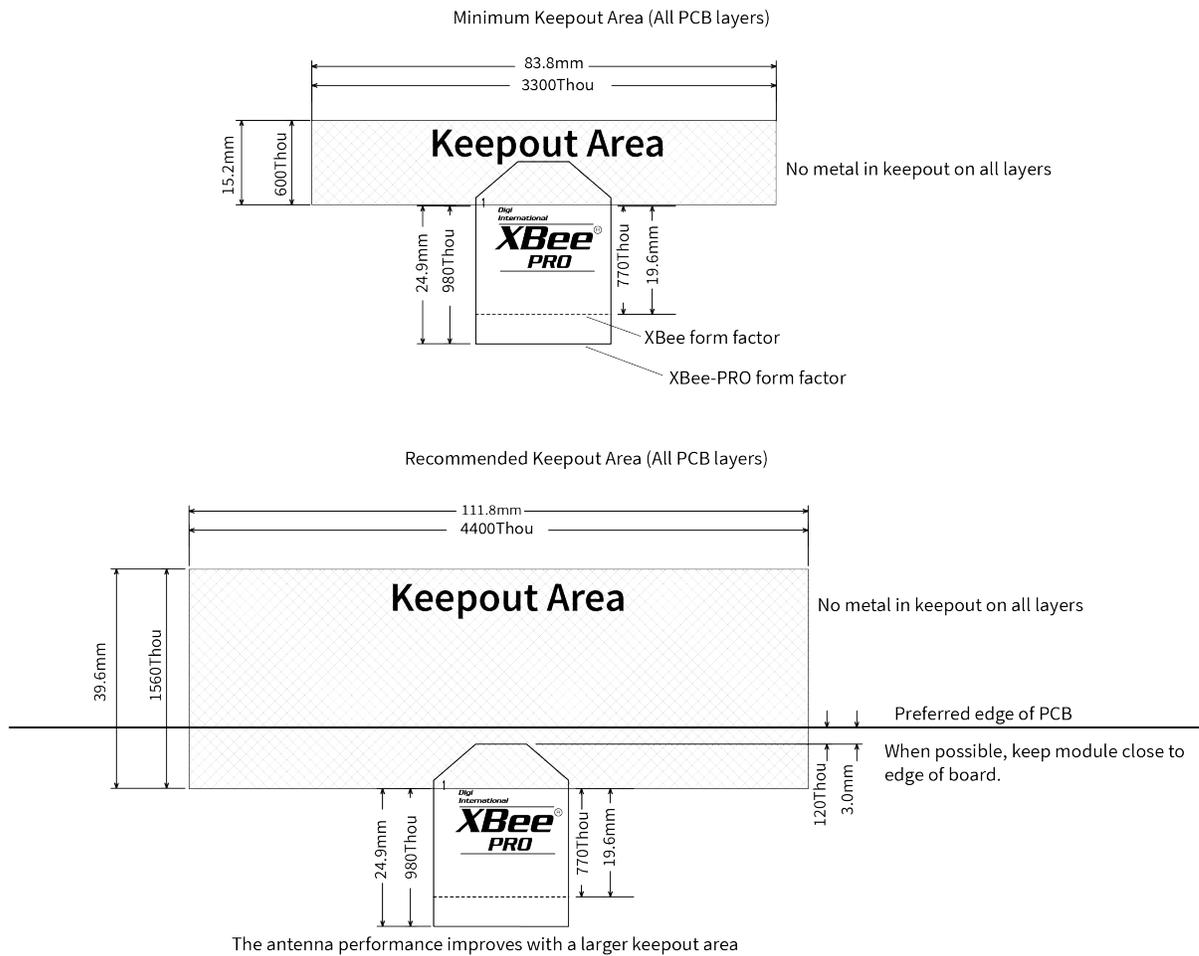 Minimum Keepout Area (All PCB layers)
83.8mm
3300Thou
15.2mm
600Thou
Keepout Area
No metal in keepout on all layers
1
Digi
International
XBee®
PRO
24.9mm
980Thou
770Thou
19.6mm
XBee form factor
XBee-PRO form factor
Recommended Keepout Area (All PCB layers)
111.8mm
4400Thou
39.6mm
1560Thou
Keepout Area
No metal in keepout on all layers
Preferred edge of PCB
When possible, keep module close to
edge of board.
120Thou
3.0mm
1
Digi
International
XBee®
PRO
24.9mm
980Thou
770Thou
19.6mm
The antenna performance improves with a larger keepout area